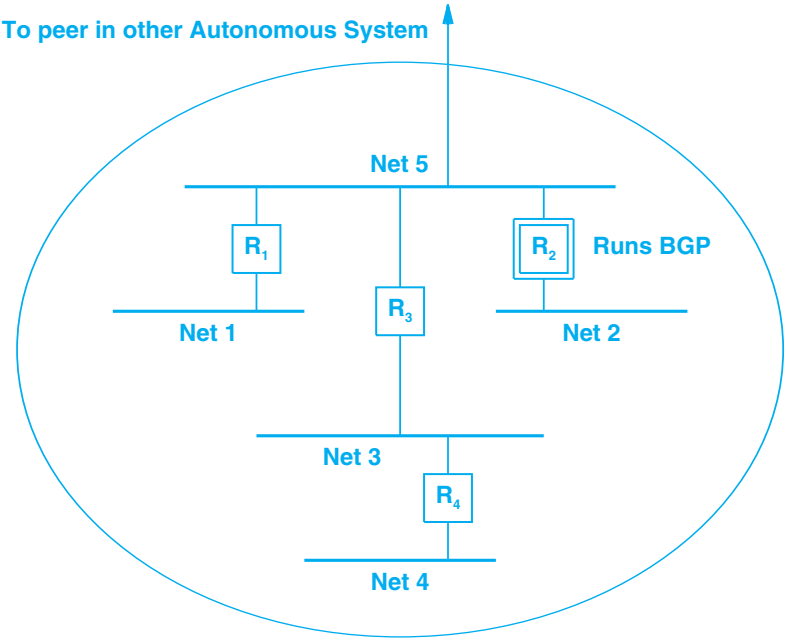 To peer in other Autonomous System
Net 5
R1
R2
Runs BGP
R3
Net 1
Net 2
Net 3
R4
Net 4